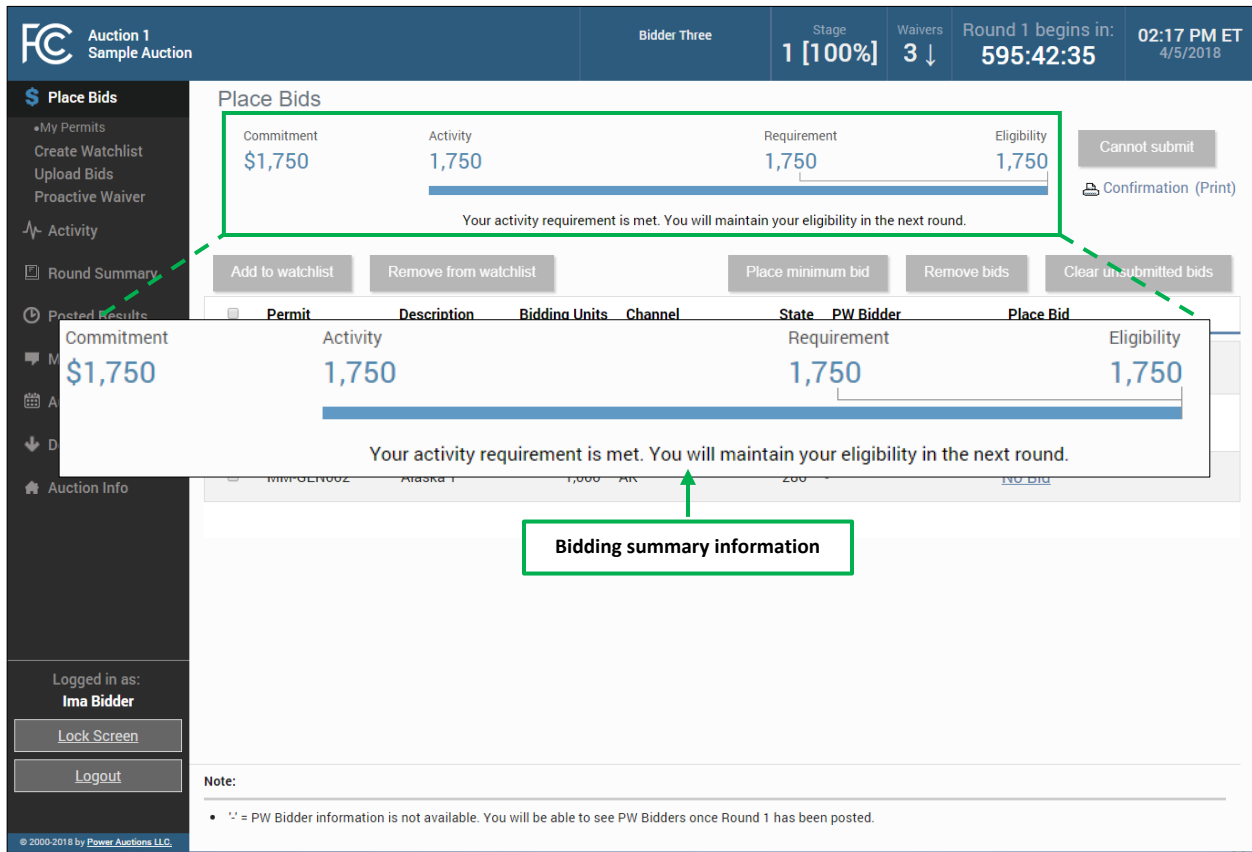 FCC Auction 1
Sample Auction
Bidder Three
Stage
1 [100%]
Waivers
3 ↓
Round 1 begins in:
595:42:35
02:17 PM ET
4/5/2018
$ Place Bids
•My Permits
Create Watchlist
Upload Bids
Proactive Waiver
Activity
Round Summary
Posted Results
M
A
D
Auction Info
Place Bids
Commitment Activity Requirement Eligibility
$1,750 1,750 1,750 1,750
Your activity requirement is met. You will maintain your eligibility in the next round.
Cannot submit
Confirmation (Print)
Add to watchlist Remove from watchlist Place minimum bid Remove bids Clear unsubmitted bids
Permit Description Bidding Units Channel State PW Bidder Place Bid
Commitment Activity Requirement Eligibility
$1,750 1,750 1,750 1,750
Your activity requirement is met. You will maintain your eligibility in the next round.
MM-GEN002 Alaska 1 1,000 AK 286 - No Bid
Bidding summary information
Logged in as:
Ima Bidder
Lock Screen
Logout
Note:
• '-' = PW Bidder information is not available. You will be able to see PW Bidders once Round 1 has been posted.
© 2000-2018 by Power Auctions LLC.